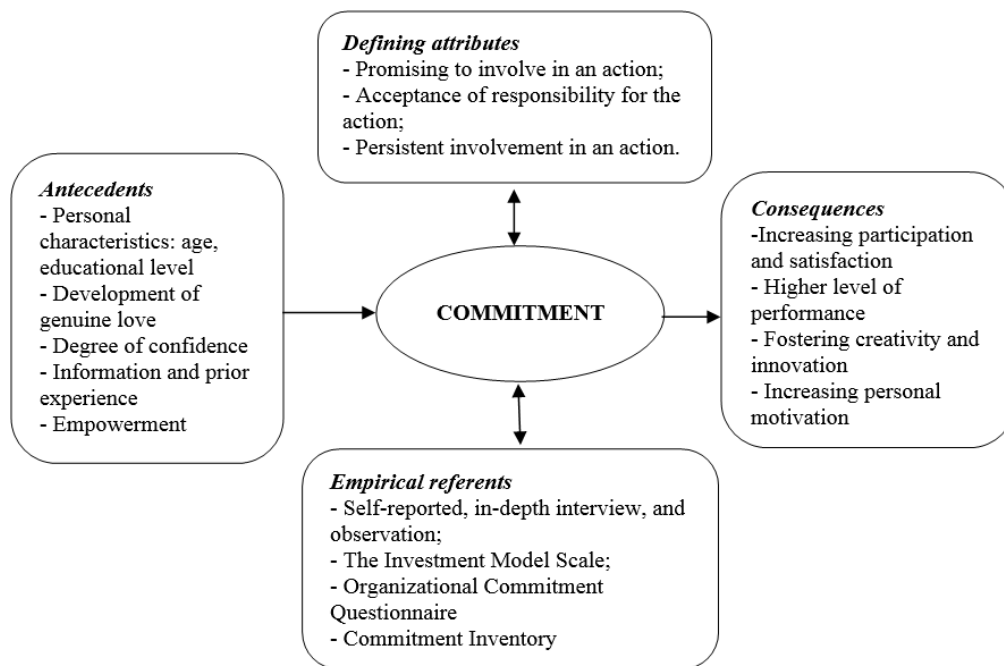 Defining attributes
- Promising to involve in an action;
- Acceptance of responsibility for the
action;
- Persistent involvement in an action.
Antecedents
- Personal
characteristics: age,
educational level
- Development of
genuine love
- Degree of confidence
- Information and prior
experience
- Empowerment
COMMITMENT
Consequences
-Increasing participation
and satisfaction
- Higher level of
performance
- Fostering creativity and
innovation
- Increasing personal
motivation
Empirical referents
- Self-reported, in-depth interview, and
observation;
- The Investment Model Scale;
- Organizational Commitment
Questionnaire
- Commitment Inventory